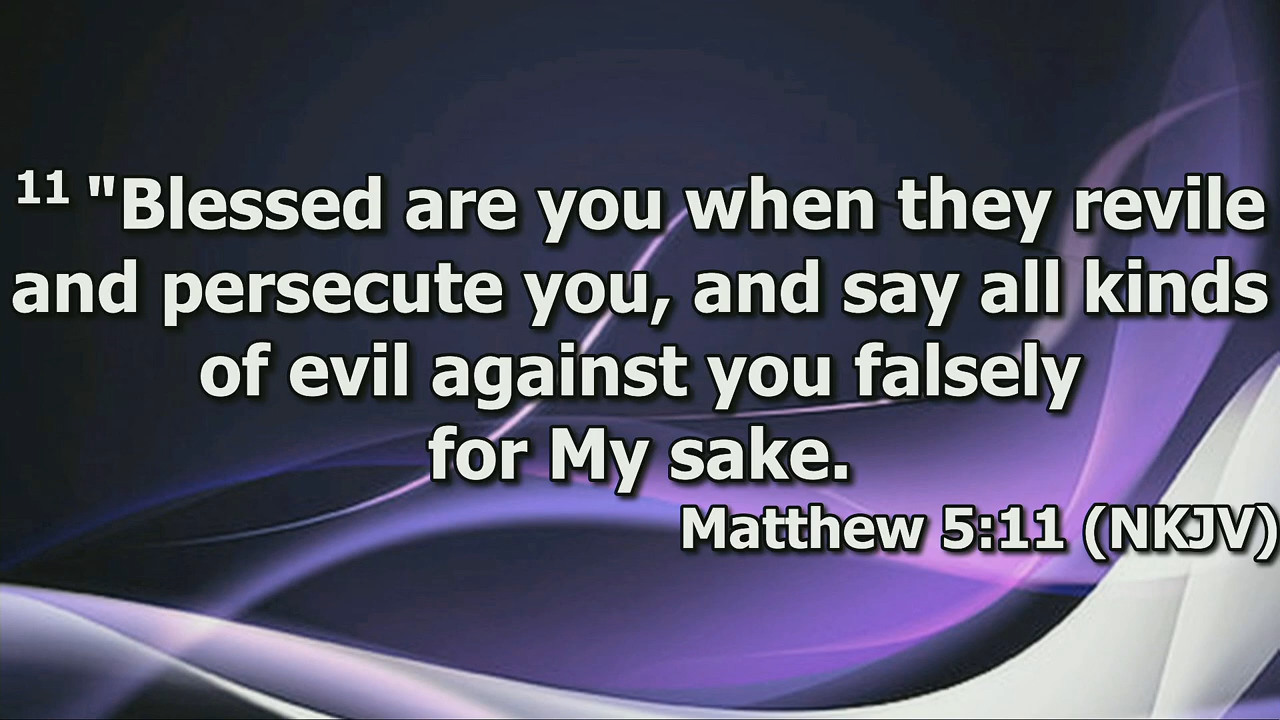 11 "Blessed are you when they revile
and persecute you, and say all kinds
of evil against you falsely
for My sake.
Matthew 5:11 (NKJV)